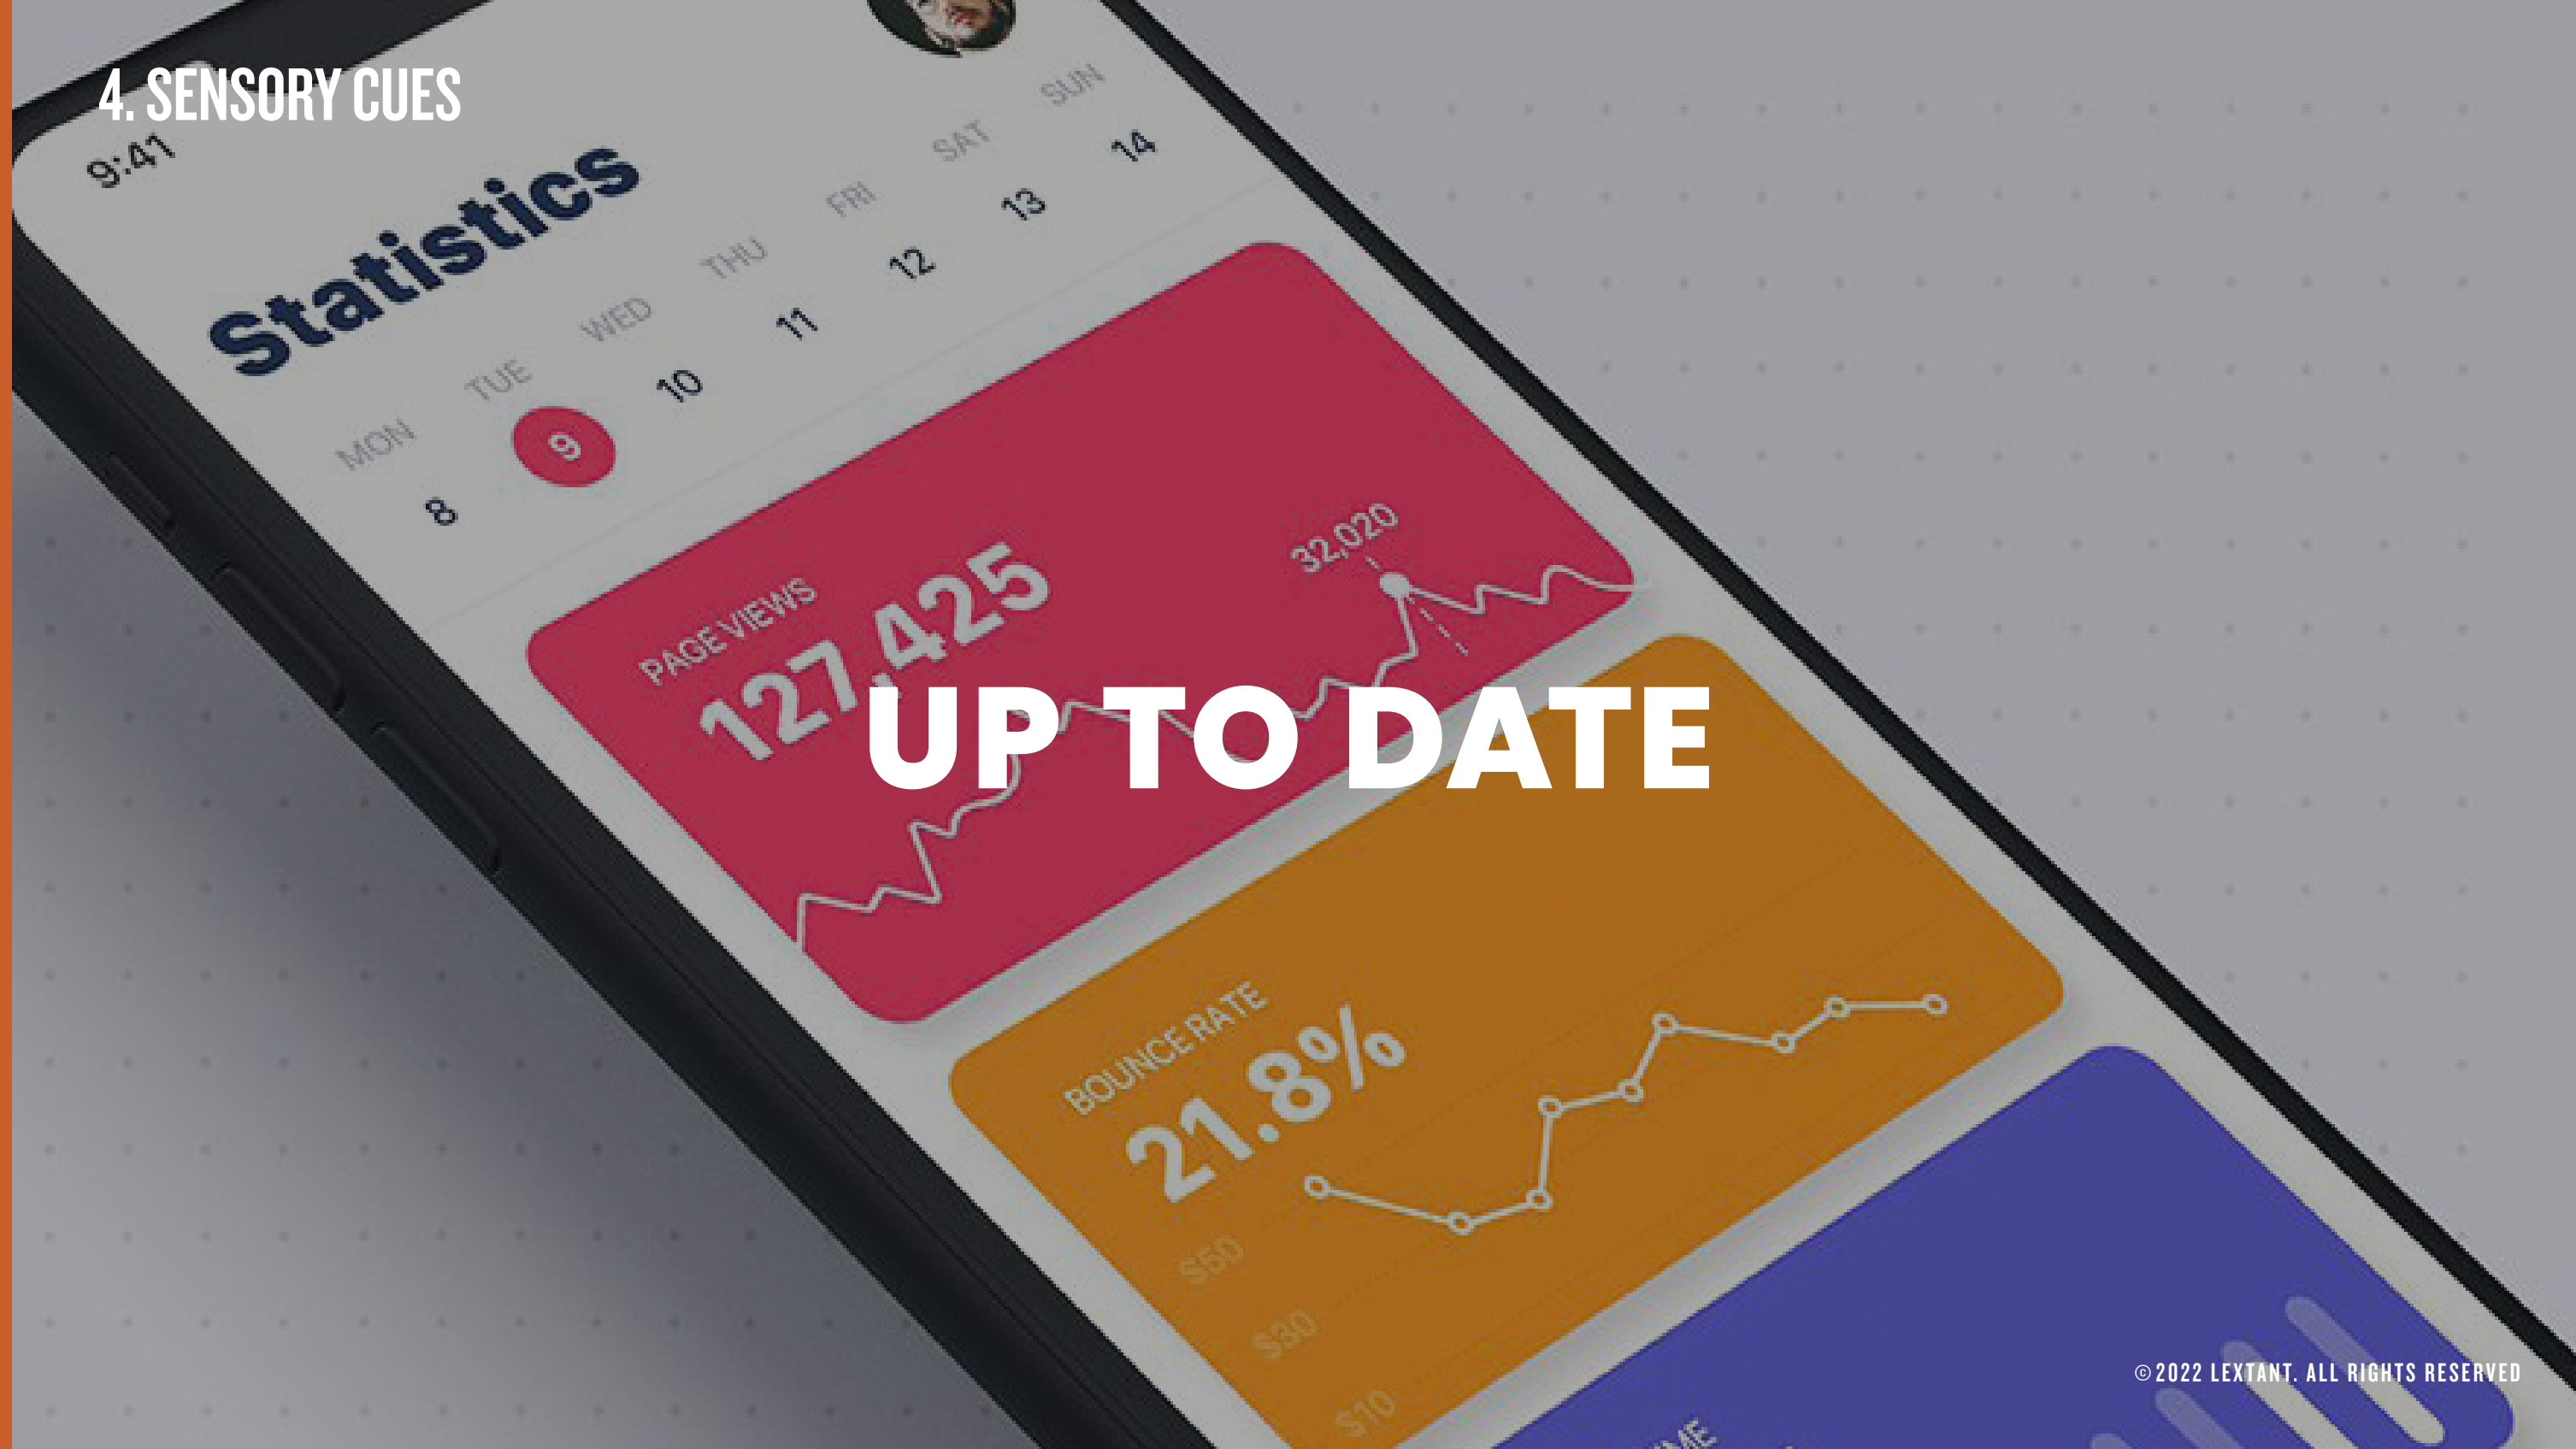 4. SENSORY CUES
9:41
Statistics
MON TUE WED THU FRI SAT SUN
8 9 10 11 12 13 14
PAGE VIEWS
127,425
32,020
UP TO DATE
BOUNCE RATE
21.8%
$50
$30
$10
©2022 LEXTANT. ALL RIGHTS RESERVED